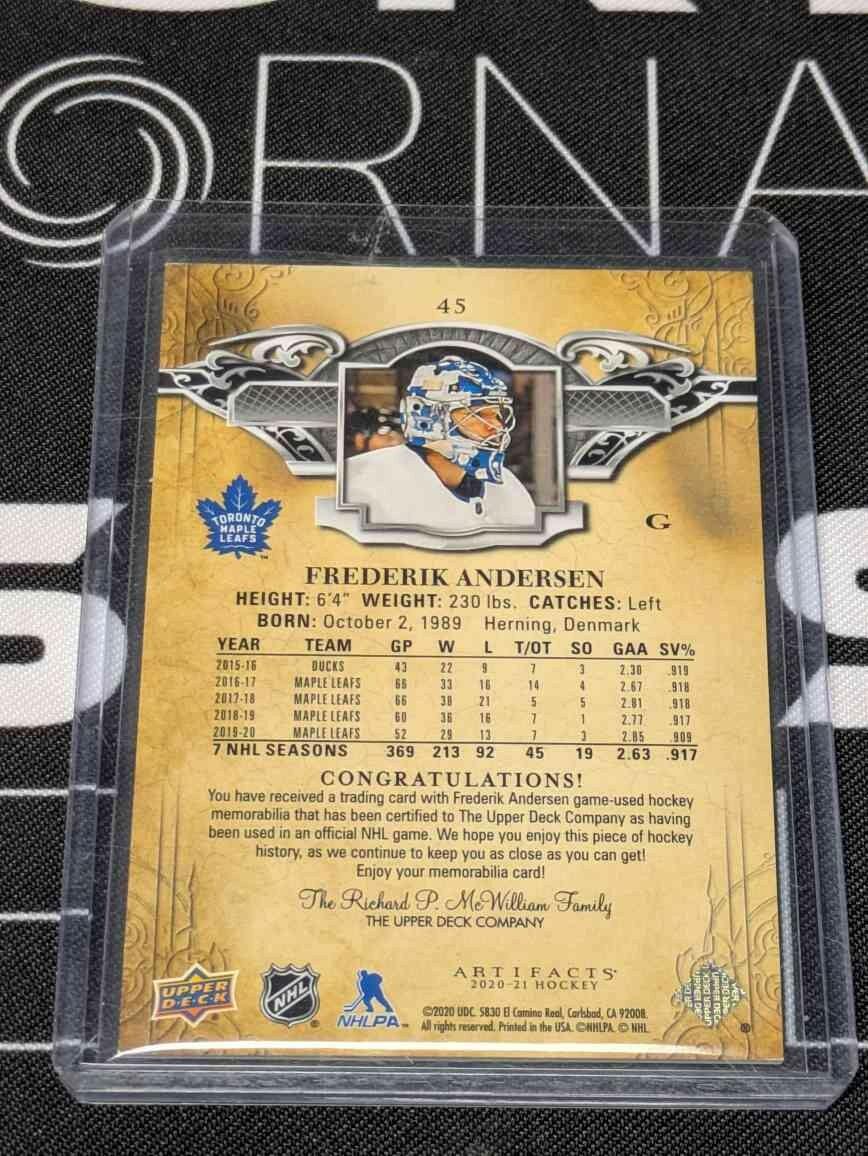 ORNA
45
TORONTO
MAPLE
LEAFS
TM
G
FREDERIK ANDERSEN
HEIGHT: 6'4" WEIGHT: 230 lbs. CATCHES: Left
BORN: October 2, 1989 Herning, Denmark
YEAR TEAM GP W L T/OT SO GAA SV%
2015-16 DUCKS 43 22 9 7 3 2.30 .919
2016-17 MAPLE LEAFS 66 33 16 14 4 2.67 .918
2017-18 MAPLE LEAFS 66 38 21 5 5 2.81 .918
2018-19 MAPLE LEAFS 60 36 16 7 1 2.77 .917
2019-20 MAPLE LEAFS 52 29 13 7 3 2.85 .909
7 NHL SEASONS 369 213 92 45 19 2.63 .917
CONGRATULATIONS!
You have received a trading card with Frederik Andersen game-used hockey
memorabilia that has been certified to The Upper Deck Company as having
been used in an official NHL game. We hope you enjoy this piece of hockey
history, as we continue to keep you as close as you can get!
Enjoy your memorabilia card!
The Richard P. McWilliam Family
THE UPPER DECK COMPANY
ARTIFACTS
2020-21 HOCKEY
UPPER
D·E·C·K
NHL
NHLPA
©2020 UDC. 5830 El Camino Real, Carlsbad, CA 92008.
All rights reserved. Printed in the USA. ©NHLPA. © NHL.
UPPER DECK